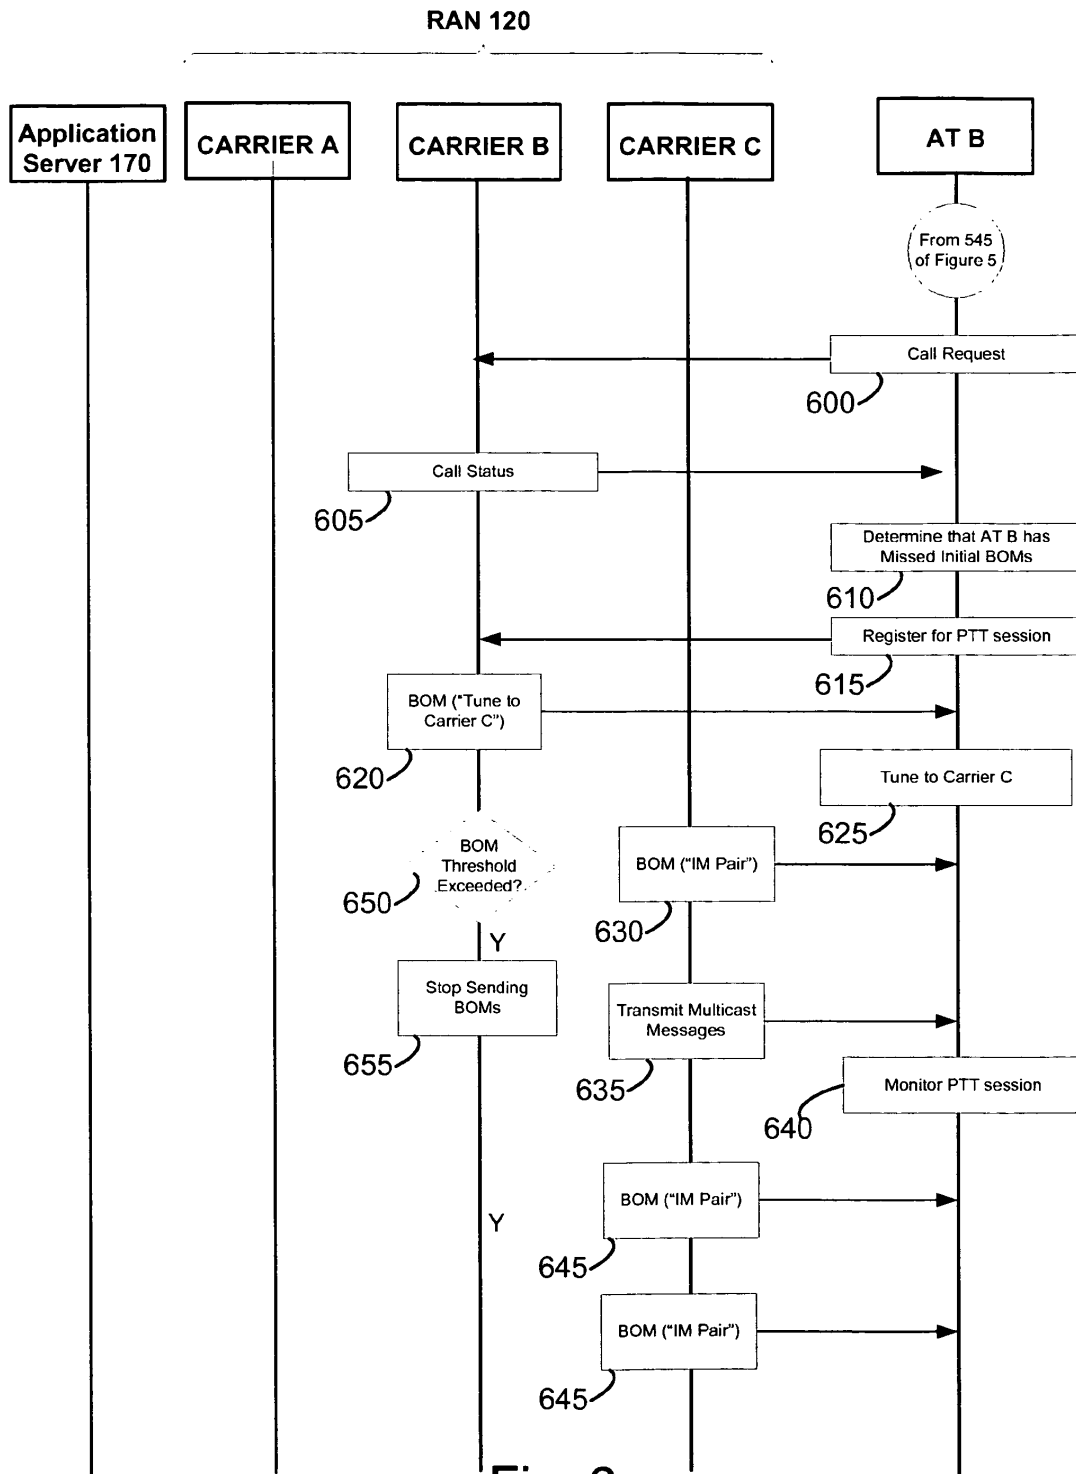 RAN 120
Application
Server 170
CARRIER A
CARRIER B
CARRIER C
AT B
From 545
of Figure 5
Call Request
600
Call Status
605
Determine that AT B has
Missed Initial BOMs
610
Register for PTT session
615
BOM ("Tune to
Carrier C")
620
Tune to Carrier C
625
BOM
Threshold
Exceeded?
650
BOM ("IM Pair")
630
Y
Stop Sending
BOMs
655
Transmit Multicast
Messages
635
Monitor PTT session
640
BOM ("IM Pair")
Y
645
BOM ("IM Pair")
645